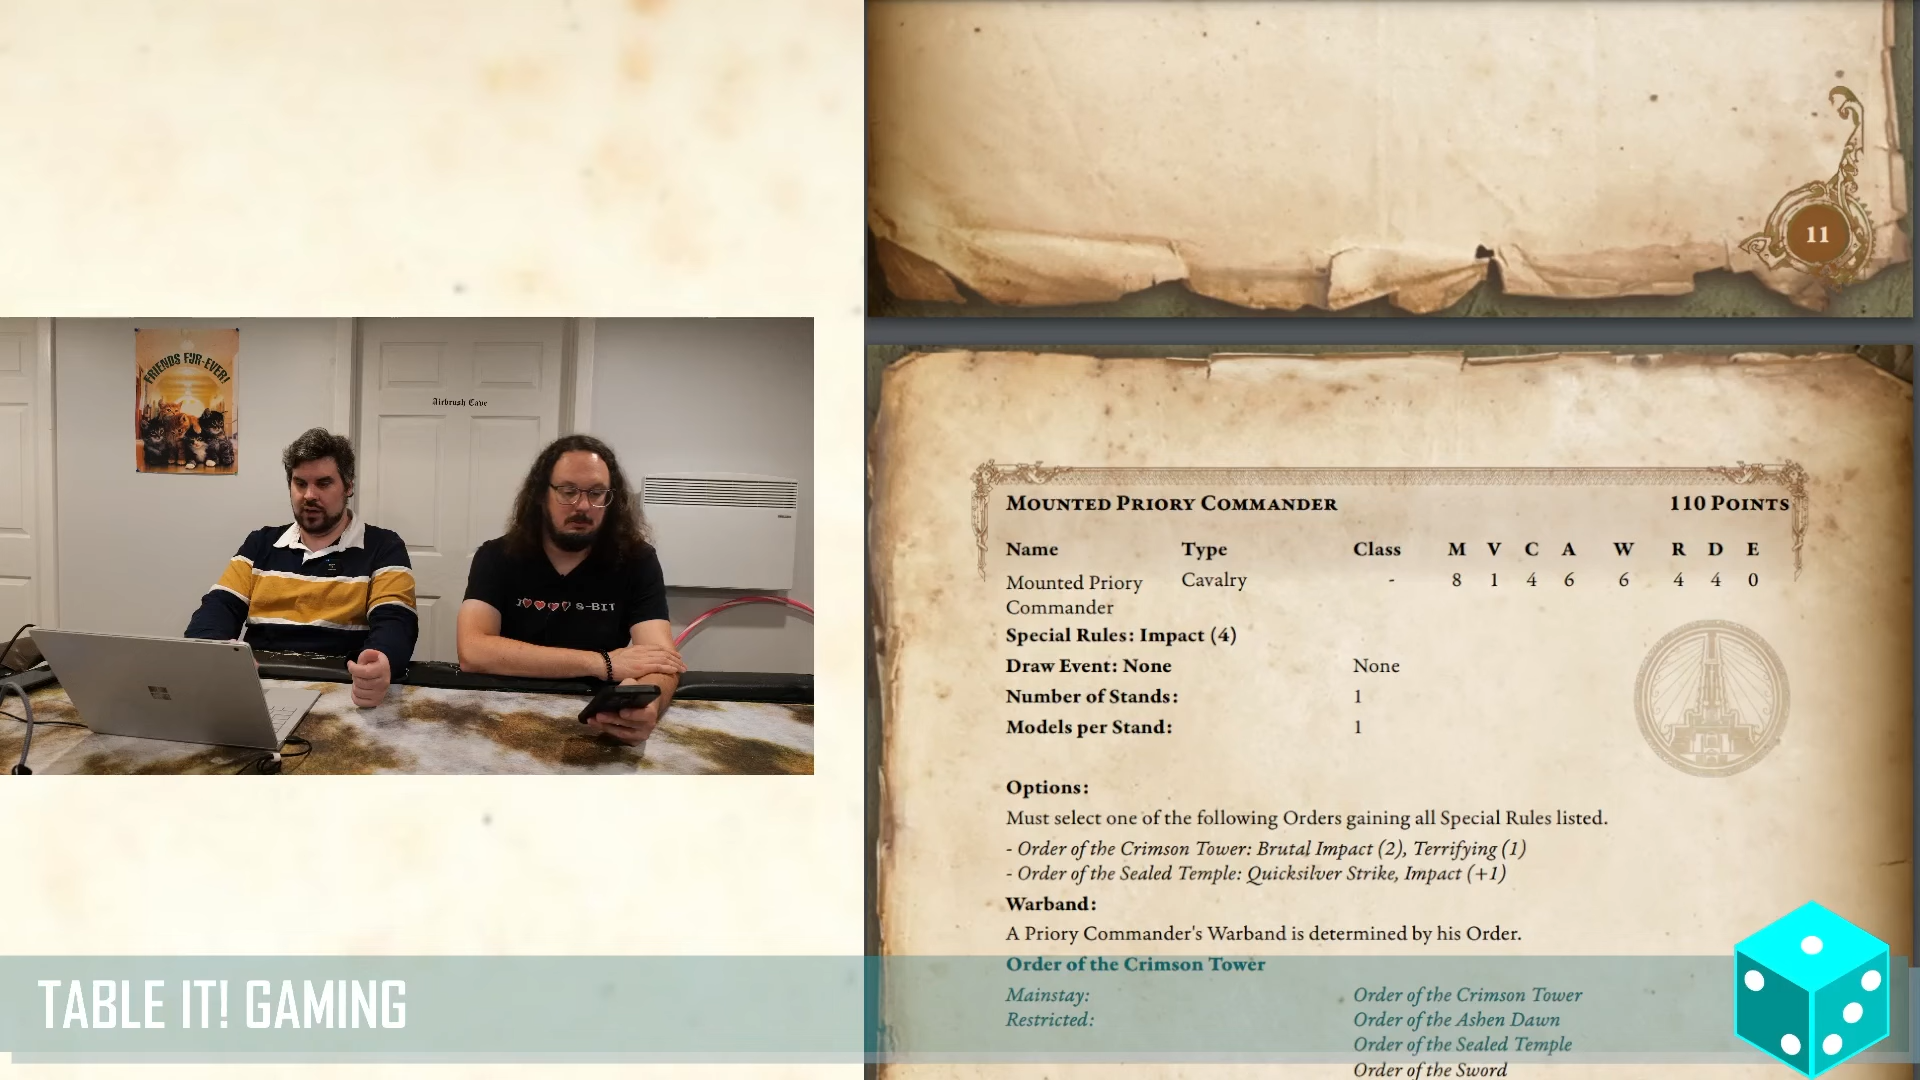 11
FRIENDS FUR-EVER!
Airbrush Cave
I 8-BIT
MOUNTED PRIORY COMMANDER 110 POINTS
Name Type Class M V C A W R D E
Mounted Priory Commander Cavalry - 8 1 4 6 6 4 4 0
Special Rules: Impact (4)
Draw Event: None None
Number of Stands: 1
Models per Stand: 1
Options:
Must select one of the following Orders gaining all Special Rules listed.
- Order of the Crimson Tower: Brutal Impact (2), Terrifying (1)
- Order of the Sealed Temple: Quicksilver Strike, Impact (+1)
Warband:
A Priory Commander's Warband is determined by his Order.
Order of the Crimson Tower
Mainstay: Order of the Crimson Tower
Restricted: Order of the Ashen Dawn
Order of the Sealed Temple
Order of the Sword
TABLE IT! GAMING